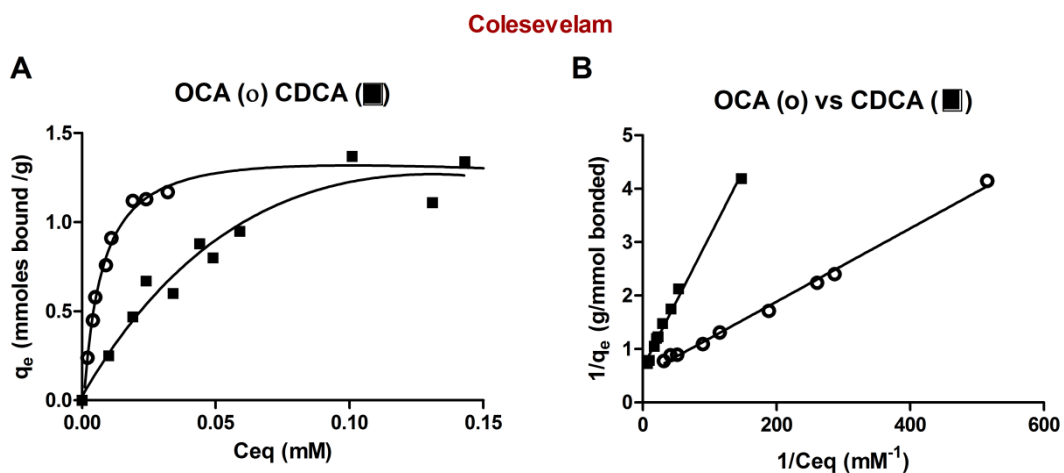 Colesevelam
A
OCA (o) CDCA (■)
1.5
1.0
0.5
0.0
0.00
0.05
0.10
0.15
qe (mmoles bound /g)
Ceq (mM)
B
OCA (o) vs CDCA (■)
5
4
3
2
1
0
0
200
400
600
1/qe (g/mmol bonded)
1/Ceq (mM⁻¹)